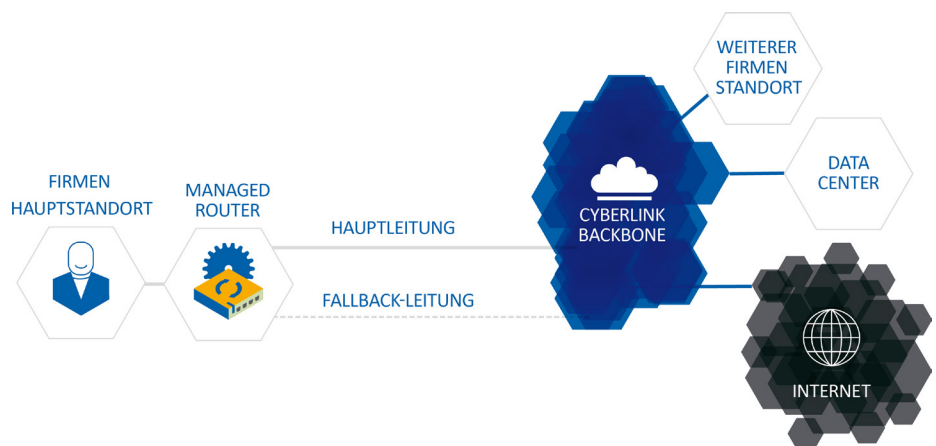 WEITERER
FIRMEN
STANDORT
FIRMEN
HAUPTSTANDORT
MANAGED
ROUTER
HAUPTLEITUNG
FALLBACK-LEITUNG
CYBERLINK
BACKBONE
DATA
CENTER
INTERNET